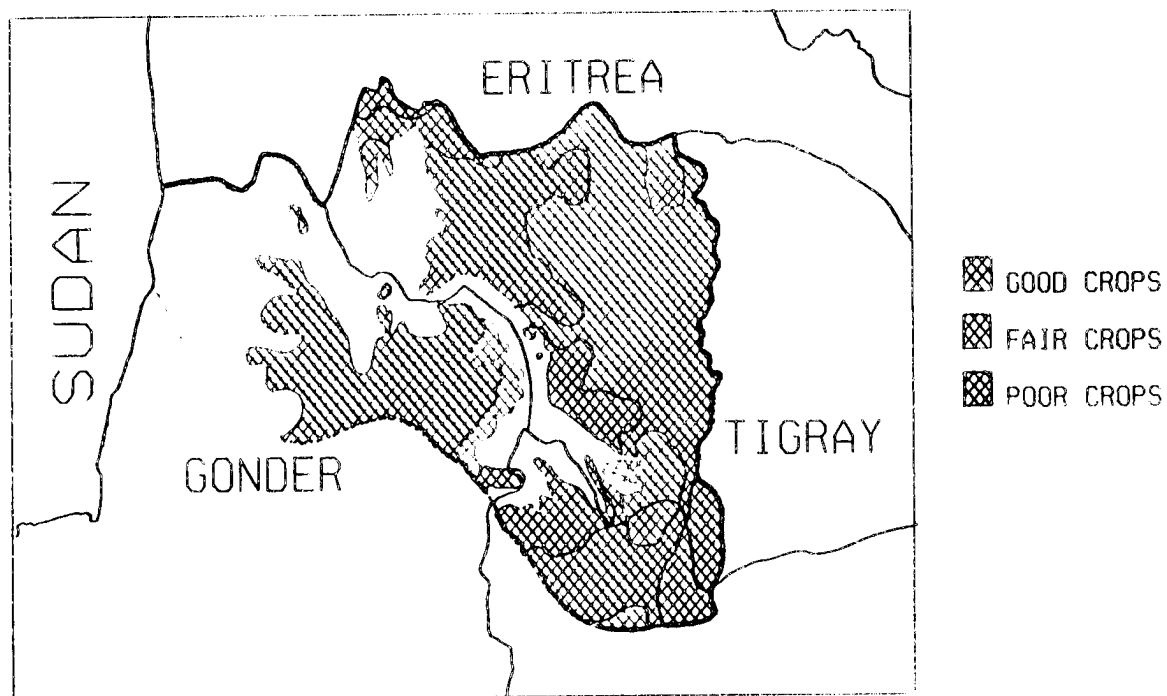 ERITREA
SUDAN
GONDER
TIGRAY
GOOD CROPS
FAIR CROPS
POOR CROPS